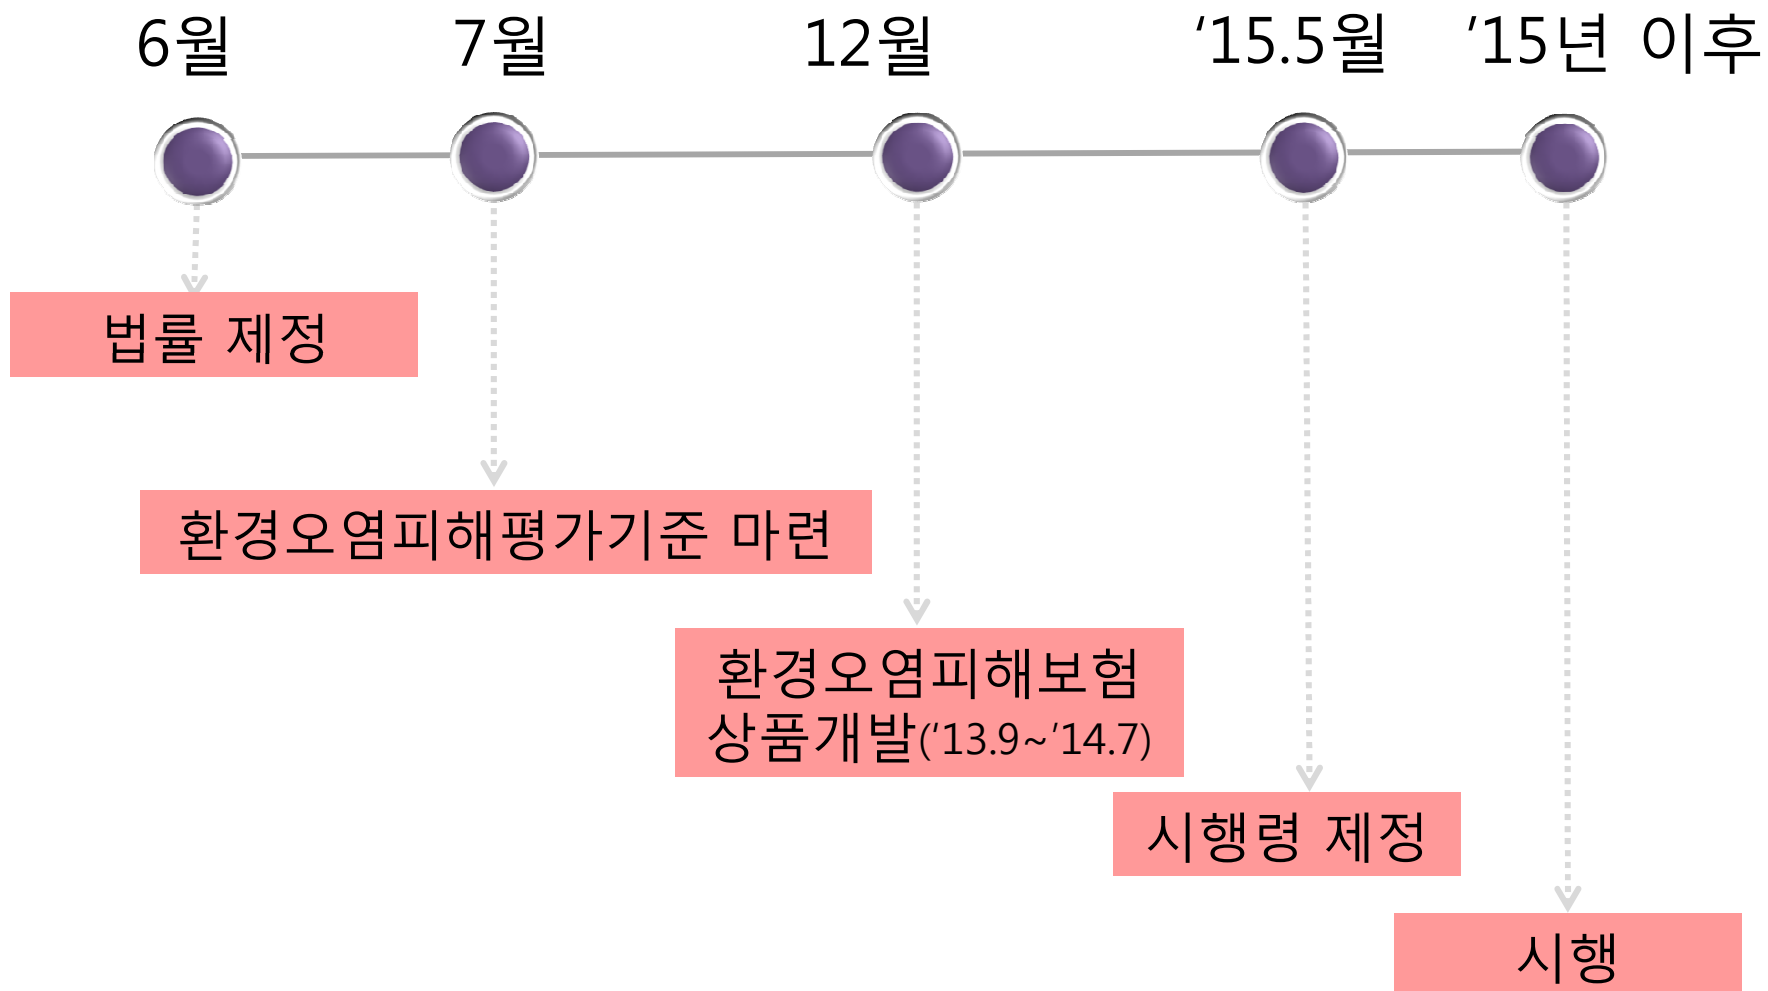 6월 7월 12월 ‘15.5월 ’15년 이후
법률 제정
환경오염피해평가기준 마련
환경오염피해보험
상품개발(‘13.9~’14.7)
시행령 제정
시행